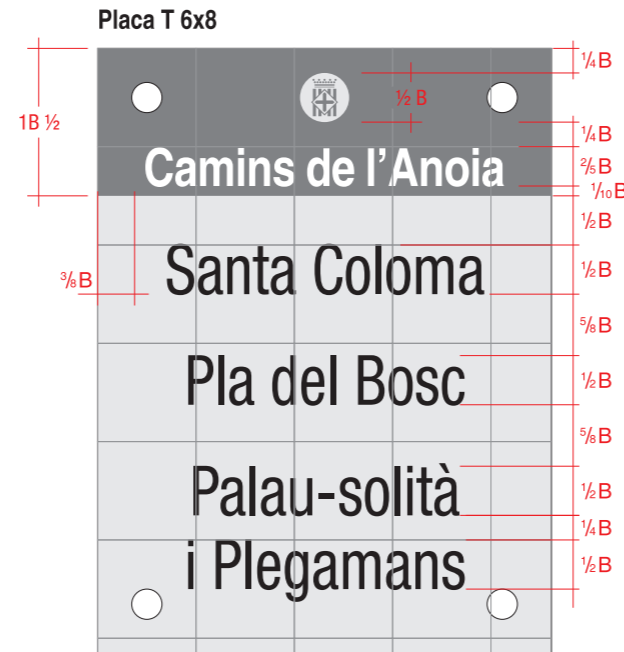 Placa T 6x8
¼B
½ B
1B ½
¼B
Camins de l’Anoia
⅖B
⅒B
½B
Santa Coloma
½B
⅜B
⅝B
Pla del Bosc
½B
⅝B
Palau-solità
½B
¼B
i Plegamans
½B